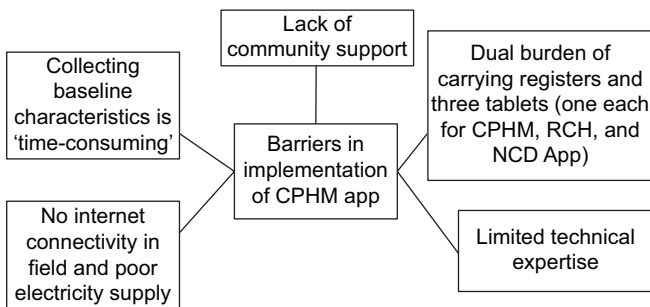 Lack of
community support
Collecting
baseline
characteristics is
‘time-consuming’
Dual burden of
carrying registers and
three tablets (one each
for CPHM, RCH, and
NCD App)
Barriers in
implementation
of CPHM app
No internet
connectivity in
field and poor
electricity supply
Limited technical
expertise